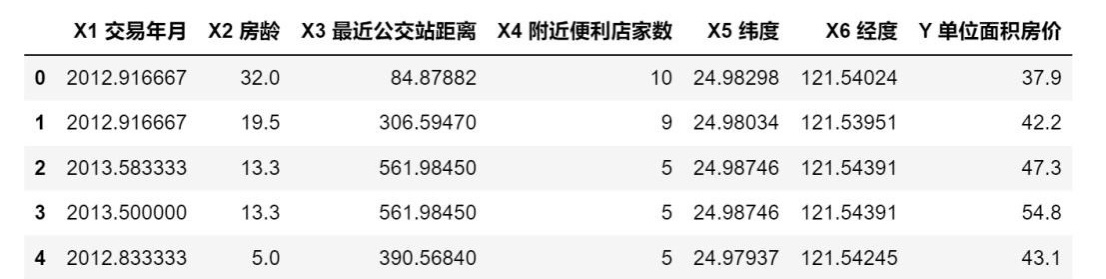 X1 交易年月 X2 房龄 X3 最近公交站距离 X4 附近便利店家数 X5 纬度 X6 经度 Y 单位面积房价
0 2012.916667 32.0 84.87882 10 24.98298 121.54024 37.9
1 2012.916667 19.5 306.59470 9 24.98034 121.53951 42.2
2 2013.583333 13.3 561.98450 5 24.98746 121.54391 47.3
3 2013.500000 13.3 561.98450 5 24.98746 121.54391 54.8
4 2012.833333 5.0 390.56840 5 24.97937 121.54245 43.1